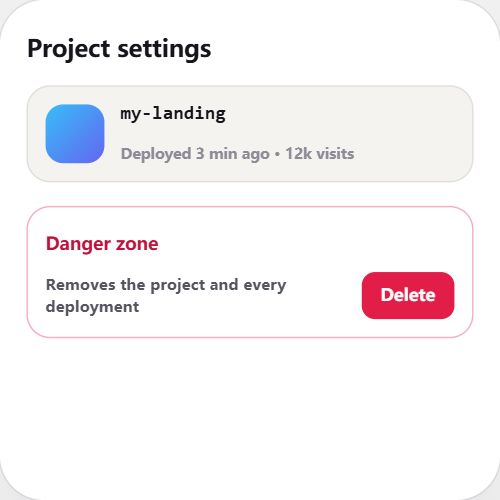 Project settings
my-landing
Deployed 3 min ago • 12k visits
Danger zone
Removes the project and every
deployment
Delete